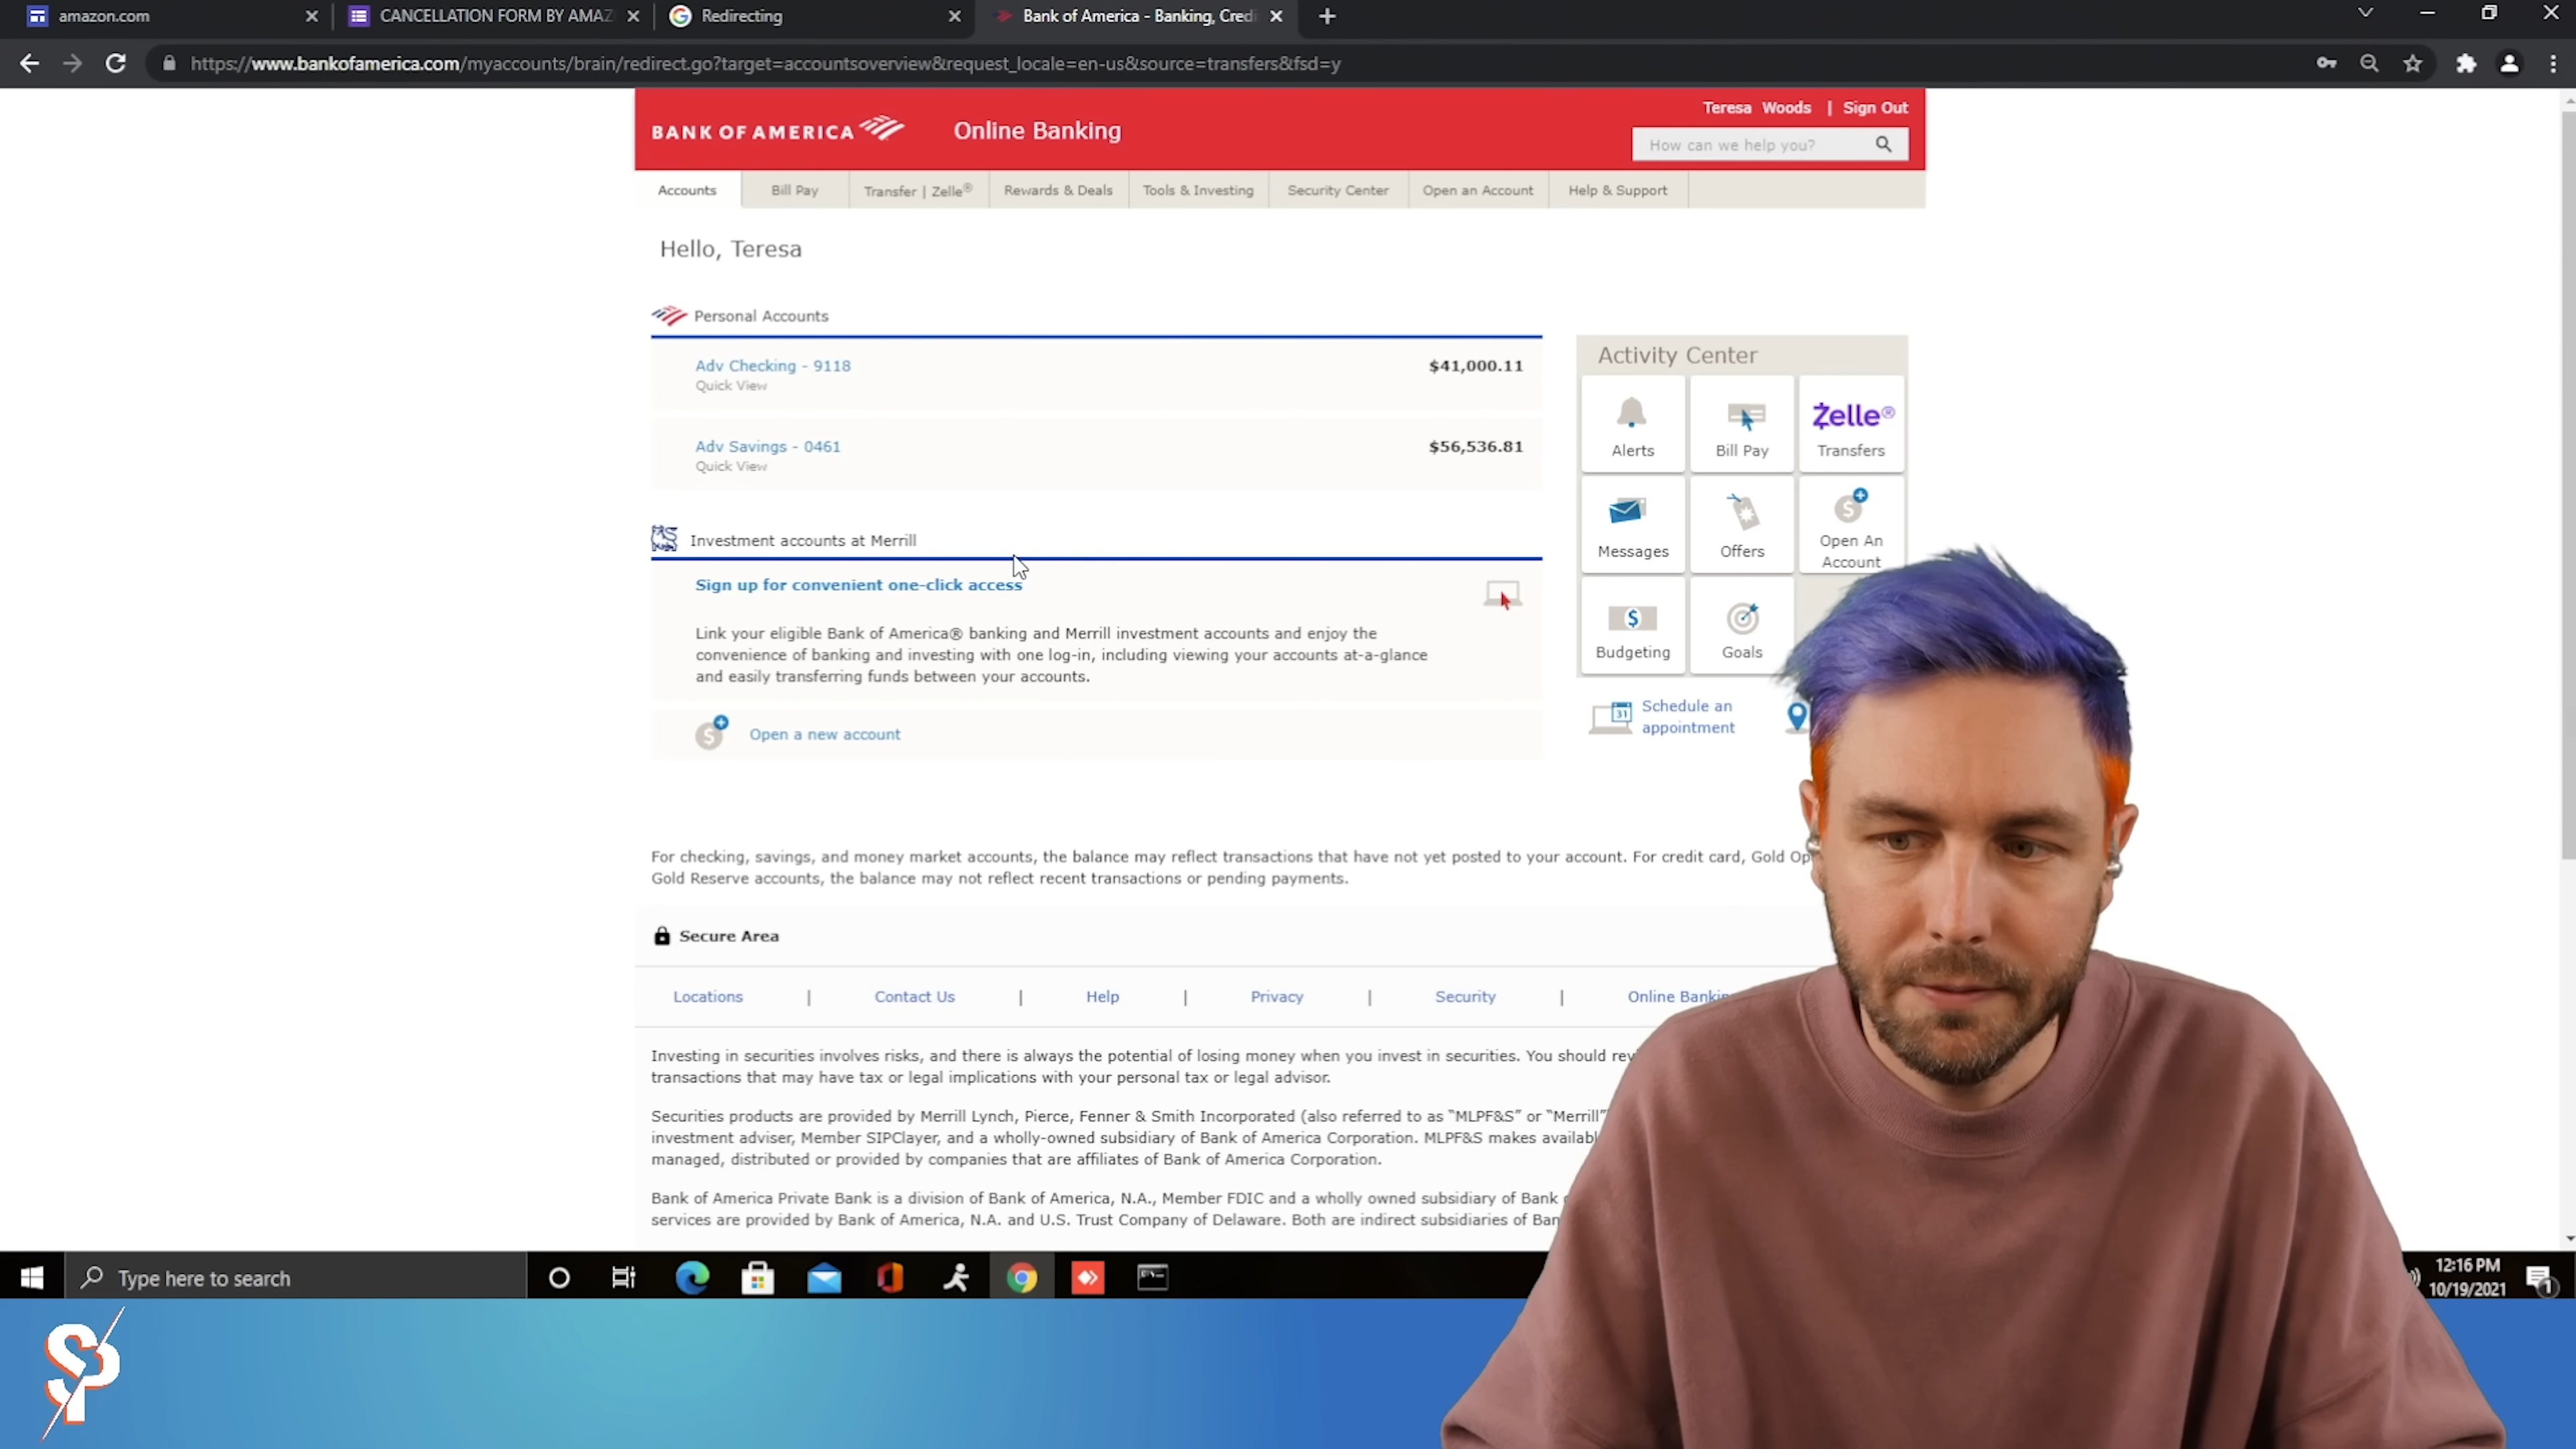 amazon.com
CANCELLATION FORM BY AMAZ
Redirecting
Bank of America - Banking, Credi
https://www.bankofamerica.com/myaccounts/brain/redirect.go?target=accountsoverview&request_locale=en-us&source=transfers&fsd=y
Teresa Woods | Sign Out
BANK OF AMERICA
Online Banking
How can we help you?
Accounts
Bill Pay
Transfer | Zelle®
Rewards & Deals
Tools & Investing
Security Center
Open an Account
Help & Support
Hello, Teresa
Personal Accounts
Adv Checking - 9118
$41,000.11
Quick View
Adv Savings - 0461
$56,536.81
Quick View
Investment accounts at Merrill
Sign up for convenient one-click access
Link your eligible Bank of America® banking and Merrill investment accounts and enjoy the
convenience of banking and investing with one log-in, including viewing your accounts at-a-glance
and easily transferring funds between your accounts.
Open a new account
Activity Center
Alerts
Bill Pay
Zelle®
Transfers
Messages
Offers
Open An
Account
Budgeting
Goals
31
Schedule an
appointment
For checking, savings, and money market accounts, the balance may reflect transactions that have not yet posted to your account. For credit card, Gold Op
Gold Reserve accounts, the balance may not reflect recent transactions or pending payments.
Secure Area
Locations | Contact Us | Help | Privacy | Security | Online Bankin
Investing in securities involves risks, and there is always the potential of losing money when you invest in securities. You should rev
transactions that may have tax or legal implications with your personal tax or legal advisor.
Securities products are provided by Merrill Lynch, Pierce, Fenner & Smith Incorporated (also referred to as "MLPF&S" or "Merrill"
investment adviser, Member SIPClayer, and a wholly-owned subsidiary of Bank of America Corporation. MLPF&S makes availabl
managed, distributed or provided by companies that are affiliates of Bank of America Corporation.
Bank of America Private Bank is a division of Bank of America, N.A., Member FDIC and a wholly owned subsidiary of Bank
services are provided by Bank of America, N.A. and U.S. Trust Company of Delaware. Both are indirect subsidiaries of Ban
Type here to search
12:16 PM
10/19/2021
1
SP